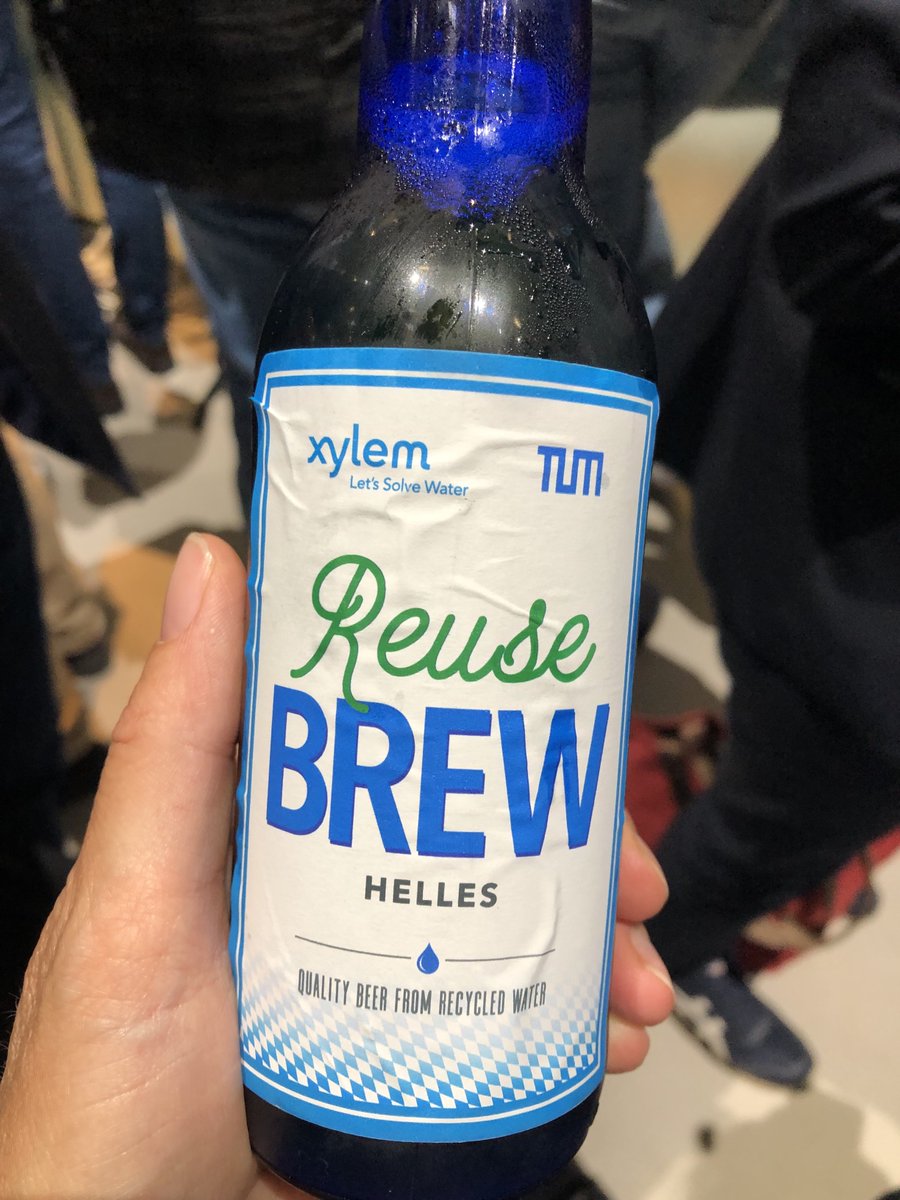 xylem
Let's Solve Water
TUM
Reuse
BREW
HELLES
QUALITY BEER FROM RECYCLED WATER